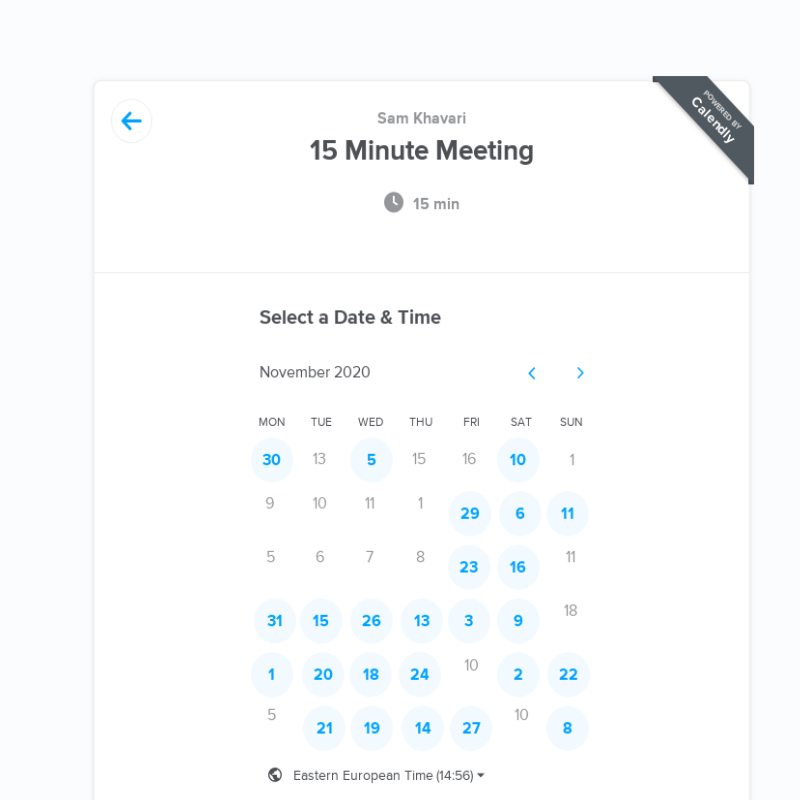 POWERED BY
Calendly
Sam Khavari
15 Minute Meeting
15 min
Select a Date & Time
November 2020
MON TUE WED THU FRI SAT SUN
30 13 5 15 16 10 1
9 10 11 1 29 6 11
5 6 7 8 23 16 11
31 15 26 13 3 9 18
1 20 18 24 10 2 22
5 21 19 14 27 10 8
Eastern European Time (14:56)